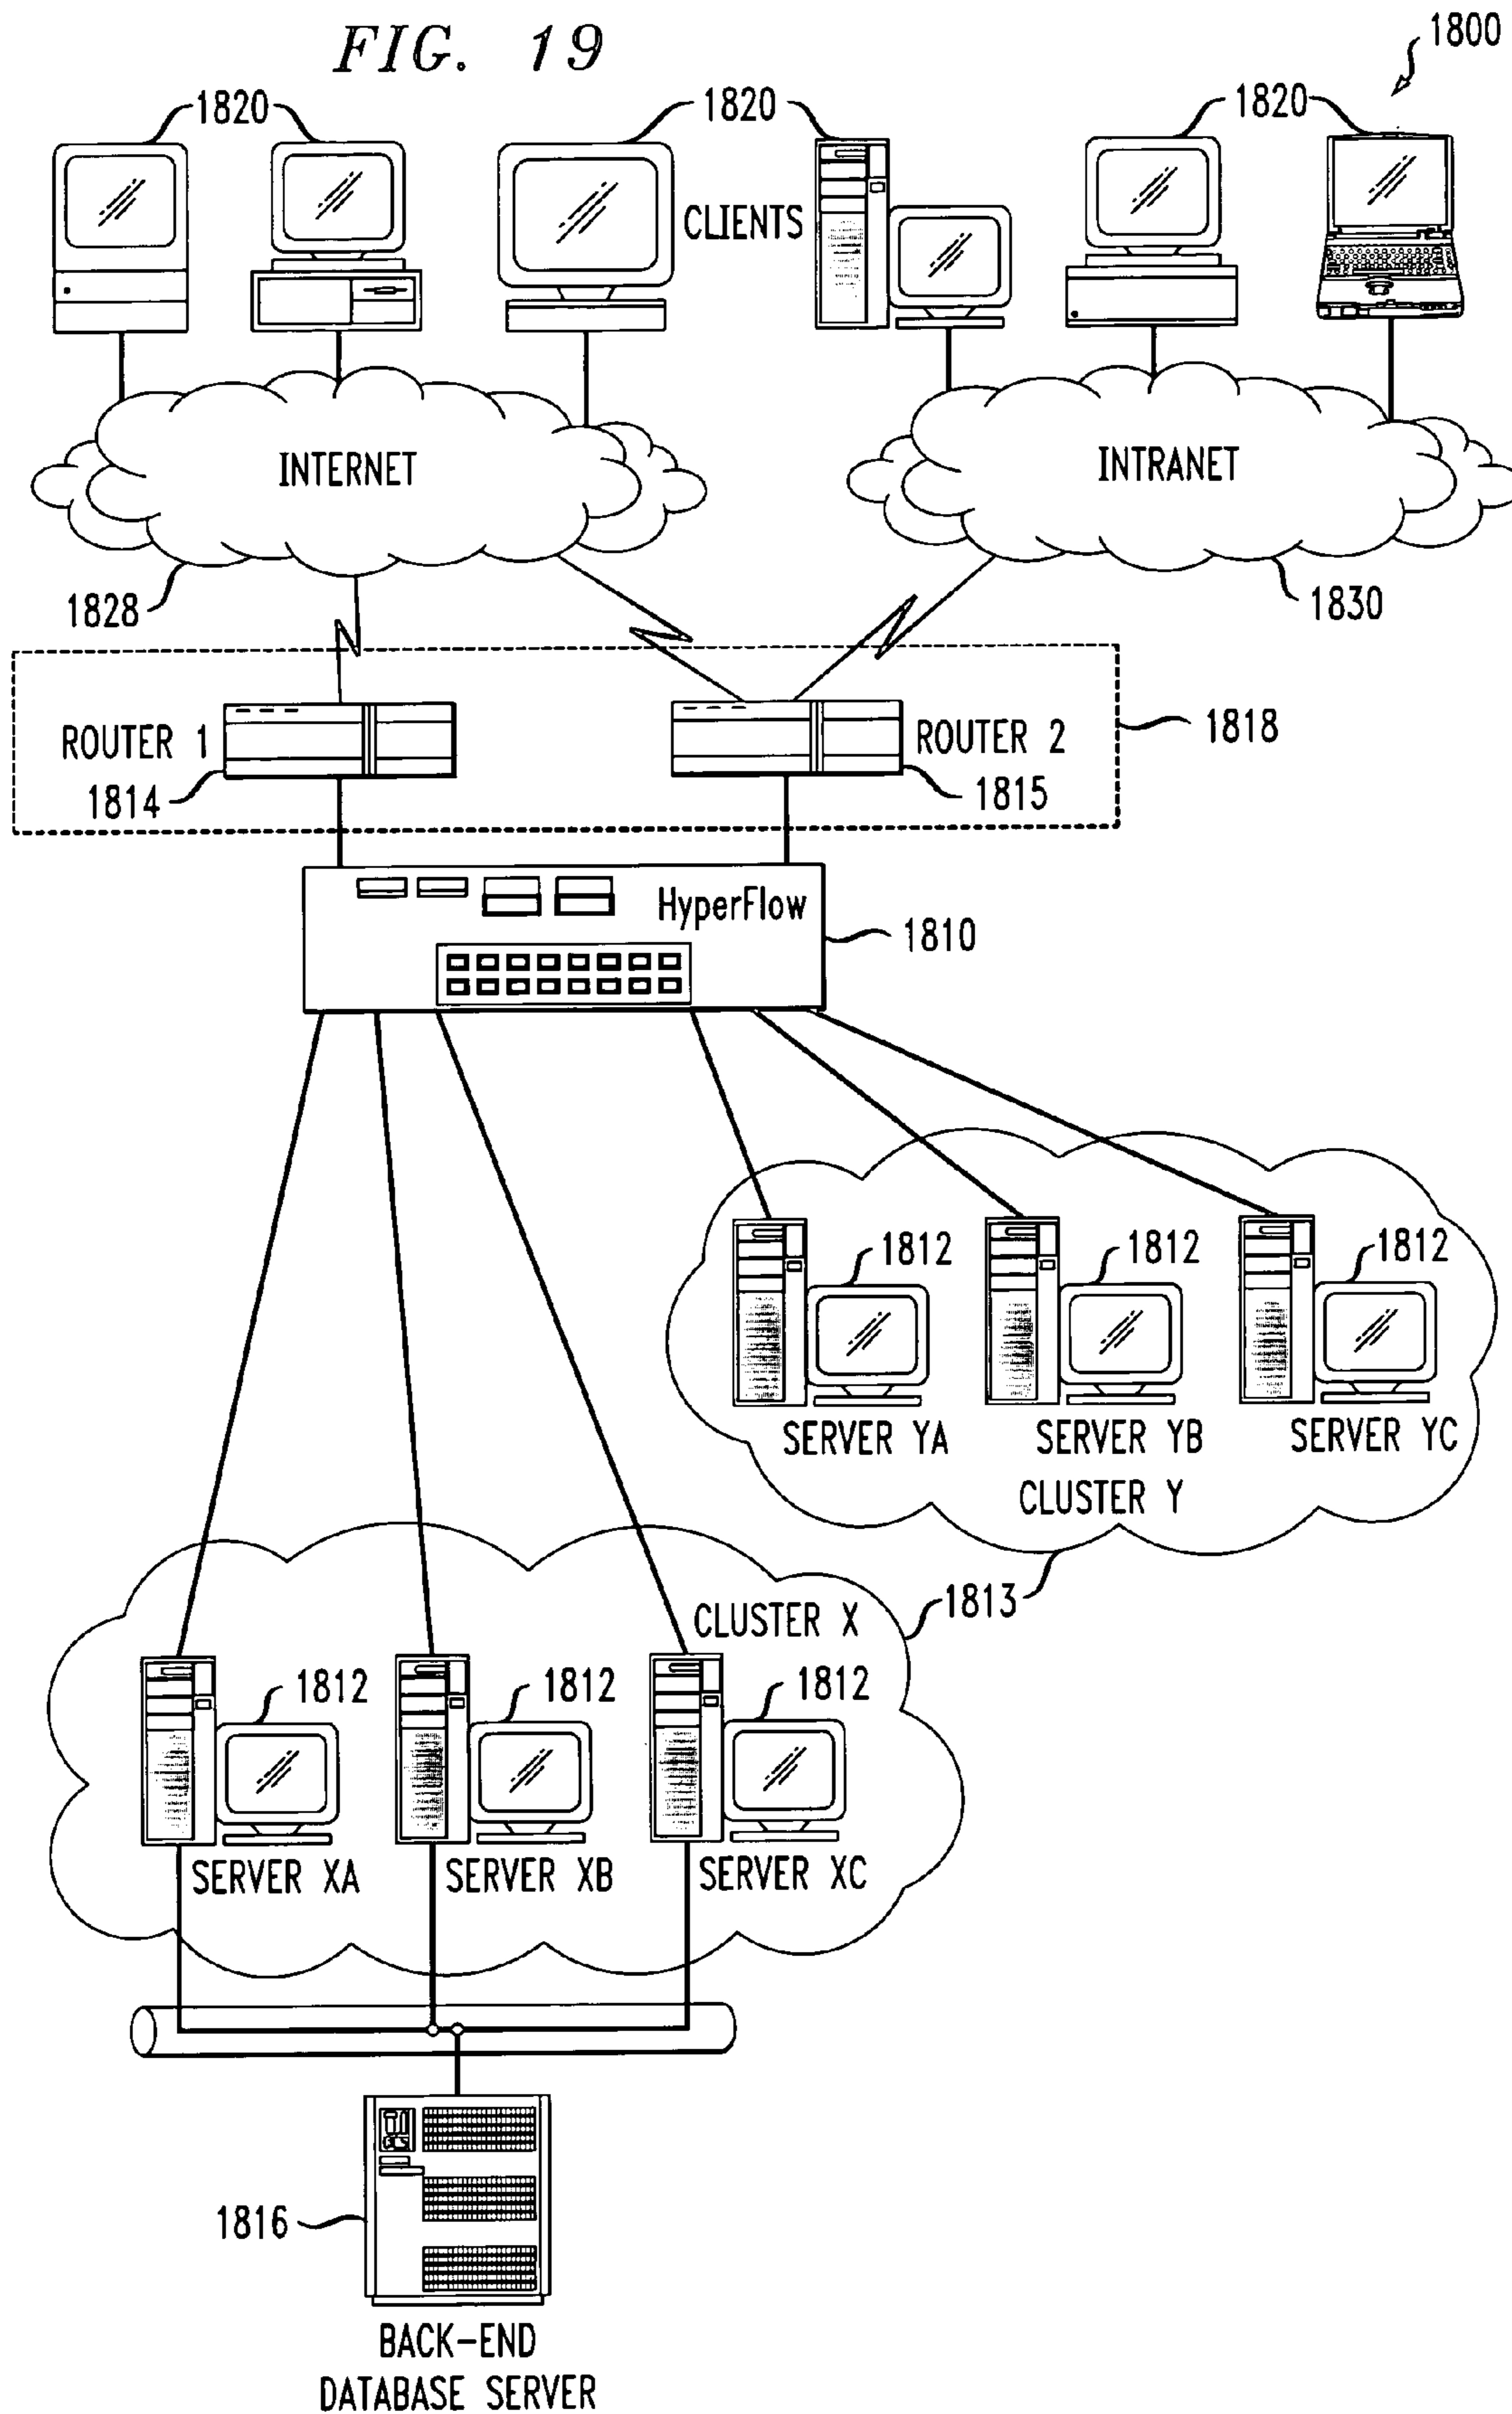 FIG. 19
1800
1820
1820
1820
CLIENTS
INTERNET
INTRANET
1828
1830
ROUTER 1
1814
ROUTER 2
1815
1818
HyperFlow
1810
1812
1812
1812
SERVER YA
SERVER YB
SERVER YC
CLUSTER Y
1813
CLUSTER X
1812
1812
1812
SERVER XA
SERVER XB
SERVER XC
1816
BACK-END
DATABASE SERVER